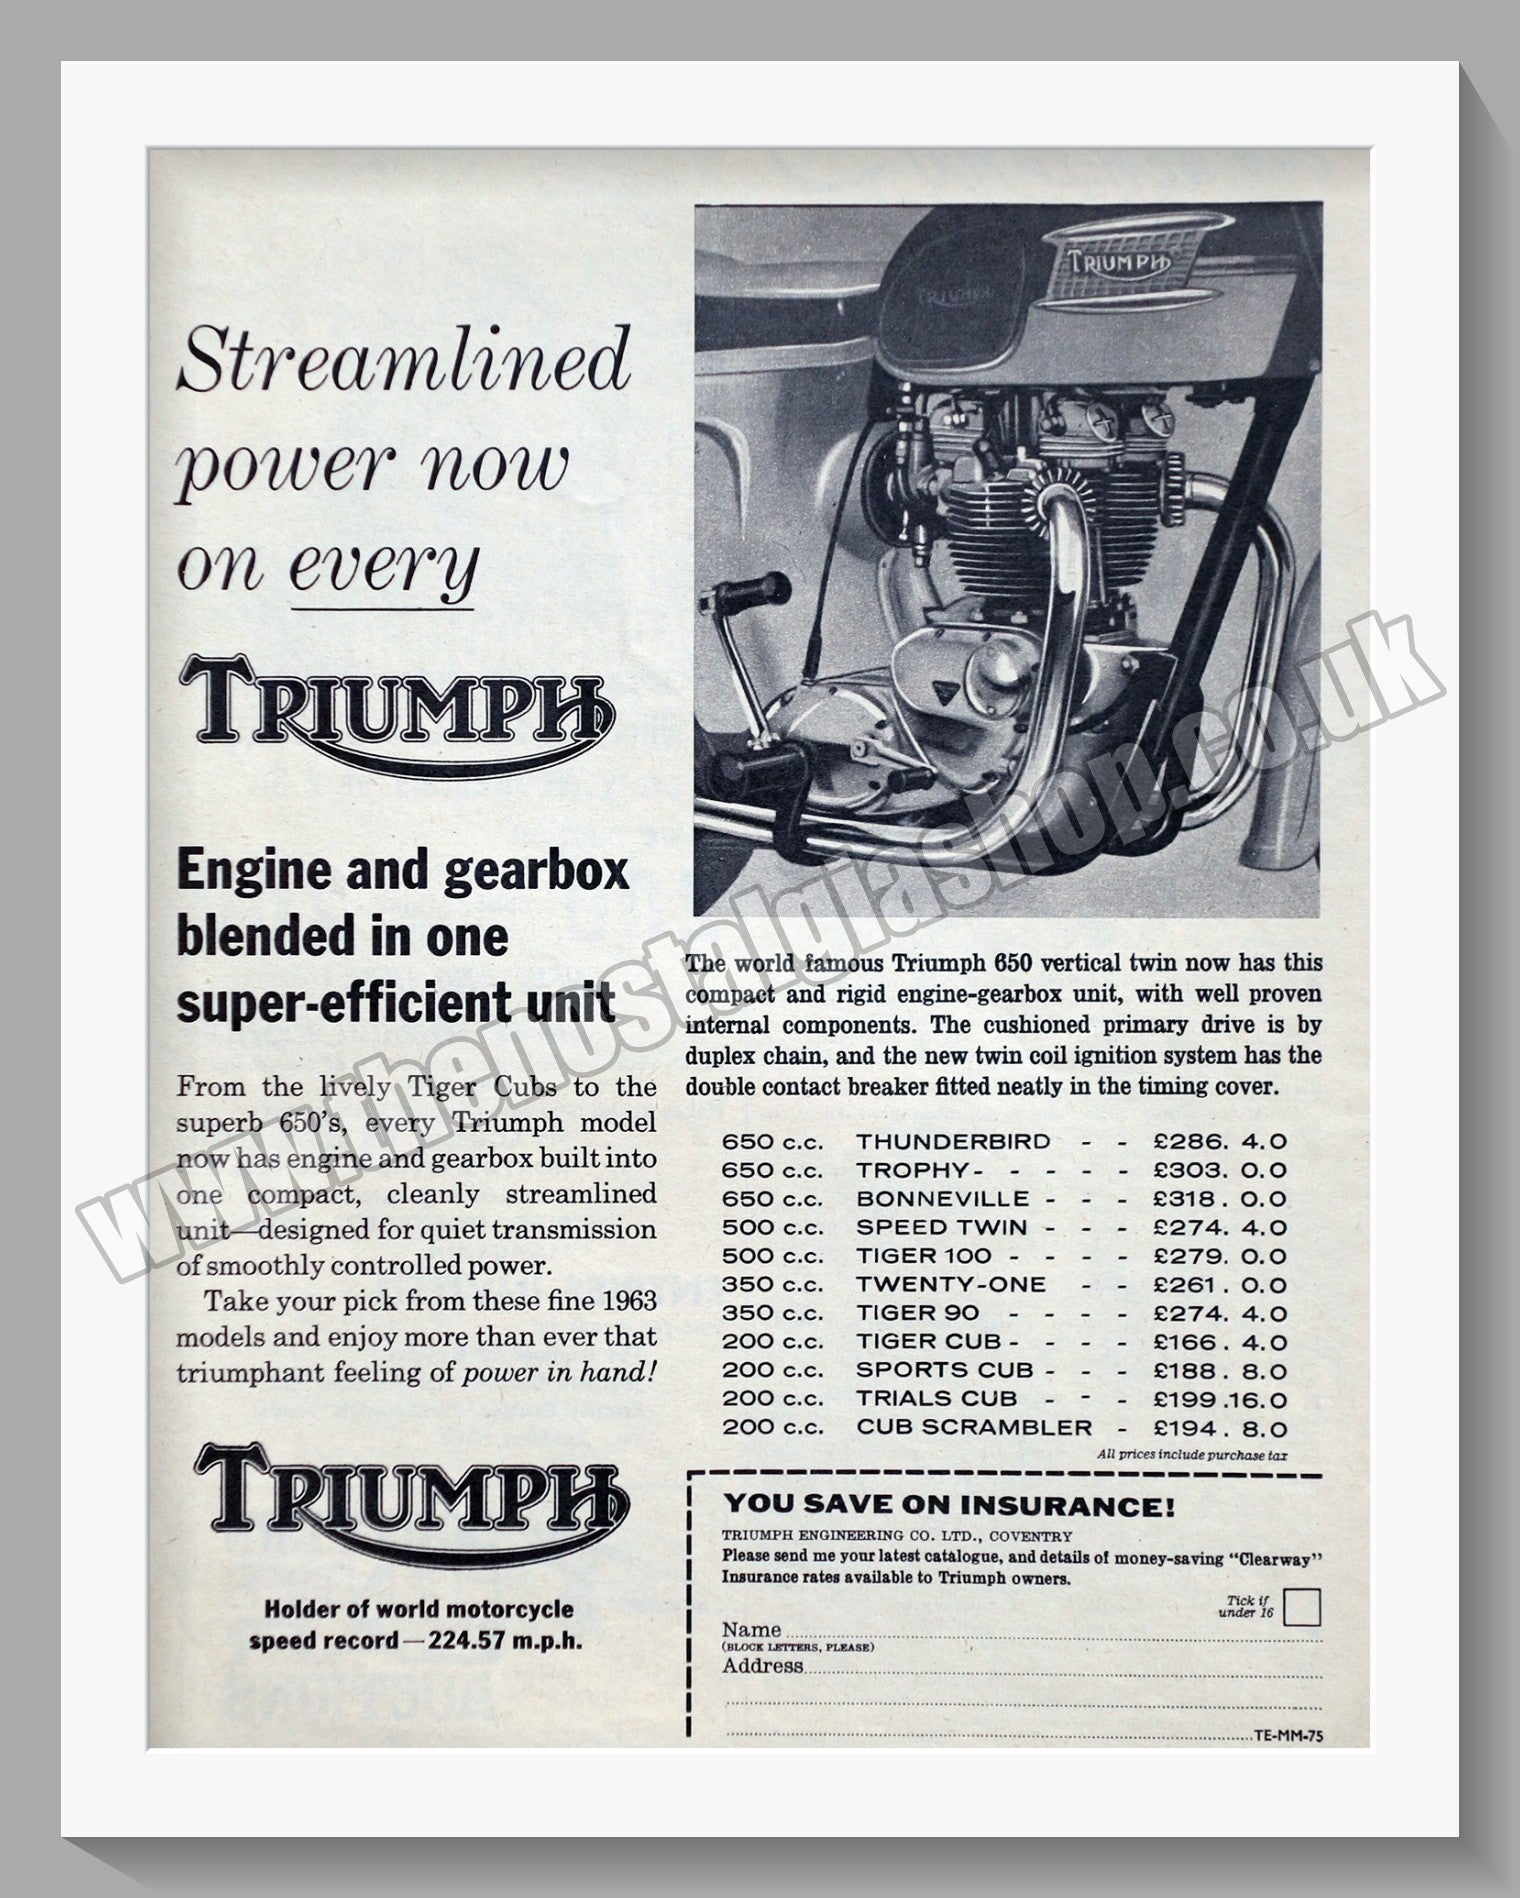 Streamlined
power now
on every
TRIUMPH
Engine and gearbox
blended in one
super-efficient unit
From the lively Tiger Cubs to the
superb 650's, every Triumph model
now has engine and gearbox built into
one compact, cleanly streamlined
unit—designed for quiet transmission
of smoothly controlled power.
Take your pick from these fine 1963
models and enjoy more than ever that
triumphant feeling of power in hand!
TRIUMPH
Holder of world motorcycle
speed record—224.57 m.p.h.
TRIUMPH
TRIUMPH
The world famous Triumph 650 vertical twin now has this
compact and rigid engine-gearbox unit, with well proven
internal components. The cushioned primary drive is by
duplex chain, and the new twin coil ignition system has the
double contact breaker fitted neatly in the timing cover.
650 c.c. THUNDERBIRD - - £286. 4.0
650 c.c. TROPHY - - - - - £303. 0.0
650 c.c. BONNEVILLE - - - £318. 0.0
500 c.c. SPEED TWIN - - - £274. 4.0
500 c.c. TIGER 100 - - - - £279. 0.0
350 c.c. TWENTY-ONE - - £261. 0.0
350 c.c. TIGER 90 - - - - £274. 4.0
200 c.c. TIGER CUB - - - - £166. 4.0
200 c.c. SPORTS CUB - - - £188. 8.0
200 c.c. TRIALS CUB - - - £199.16.0
200 c.c. CUB SCRAMBLER - £194. 8.0
All prices include purchase tax
YOU SAVE ON INSURANCE!
TRIUMPH ENGINEERING CO. LTD., COVENTRY
Please send me your latest catalogue, and details of money-saving "Clearway"
Insurance rates available to Triumph owners.
Tick if
under 16
Name
(BLOCK LETTERS, PLEASE)
Address
TE-MM-75
www.thenostalgiashop.co.uk